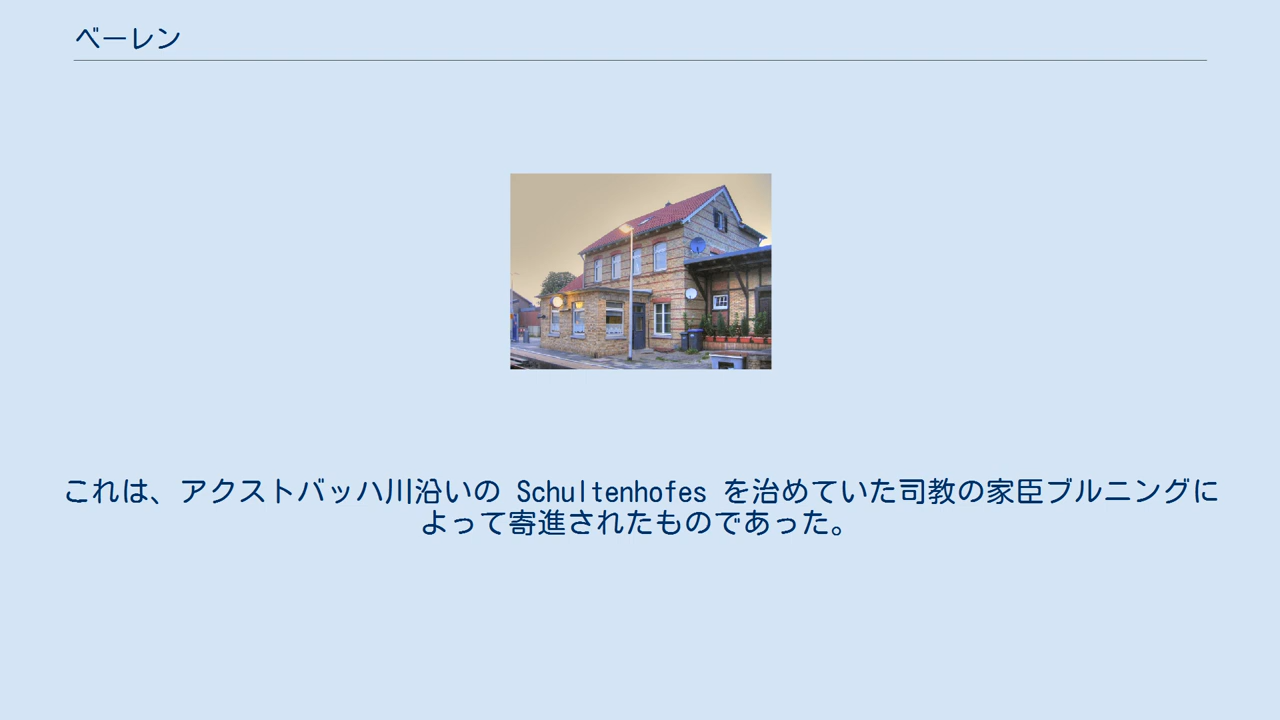 ベーレン
これは、アクストバッハ川沿いの Schultenhofes を治めていた司教の家臣ブルニングに
よって寄進されたものであった。